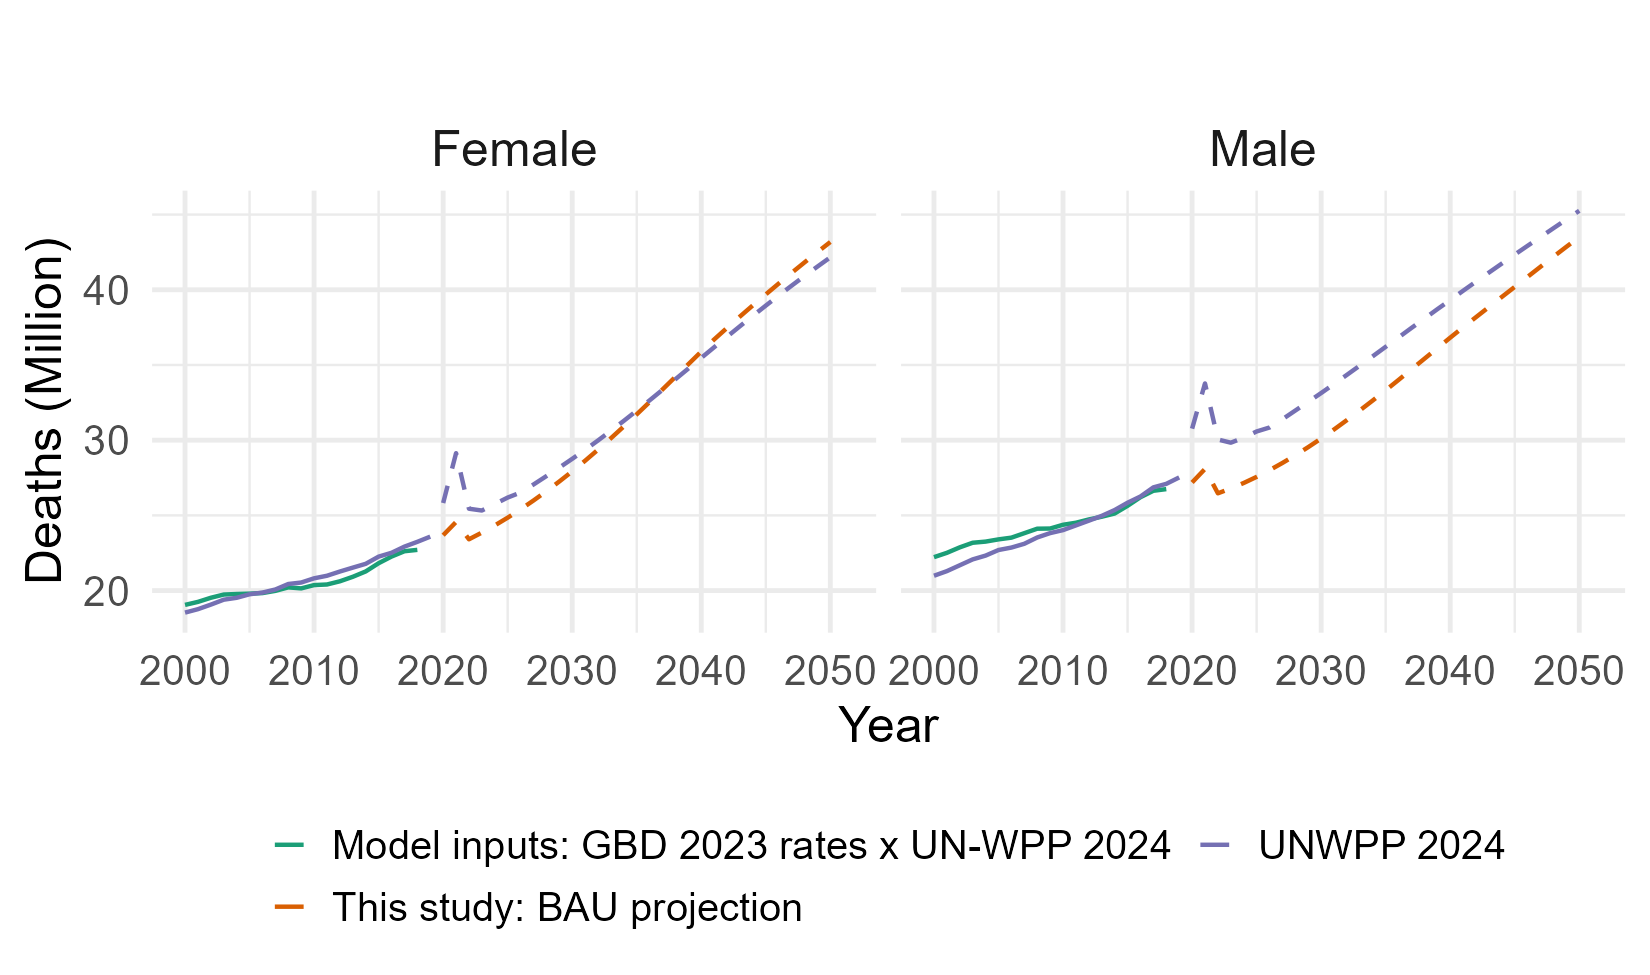 Female
Male
Deaths (Million)
40
30
20
2000 2010 2020 2030 2040 2050
2000 2010 2020 2030 2040 2050
Year
Model inputs: GBD 2023 rates x UN-WPP 2024
UNWPP 2024
This study: BAU projection